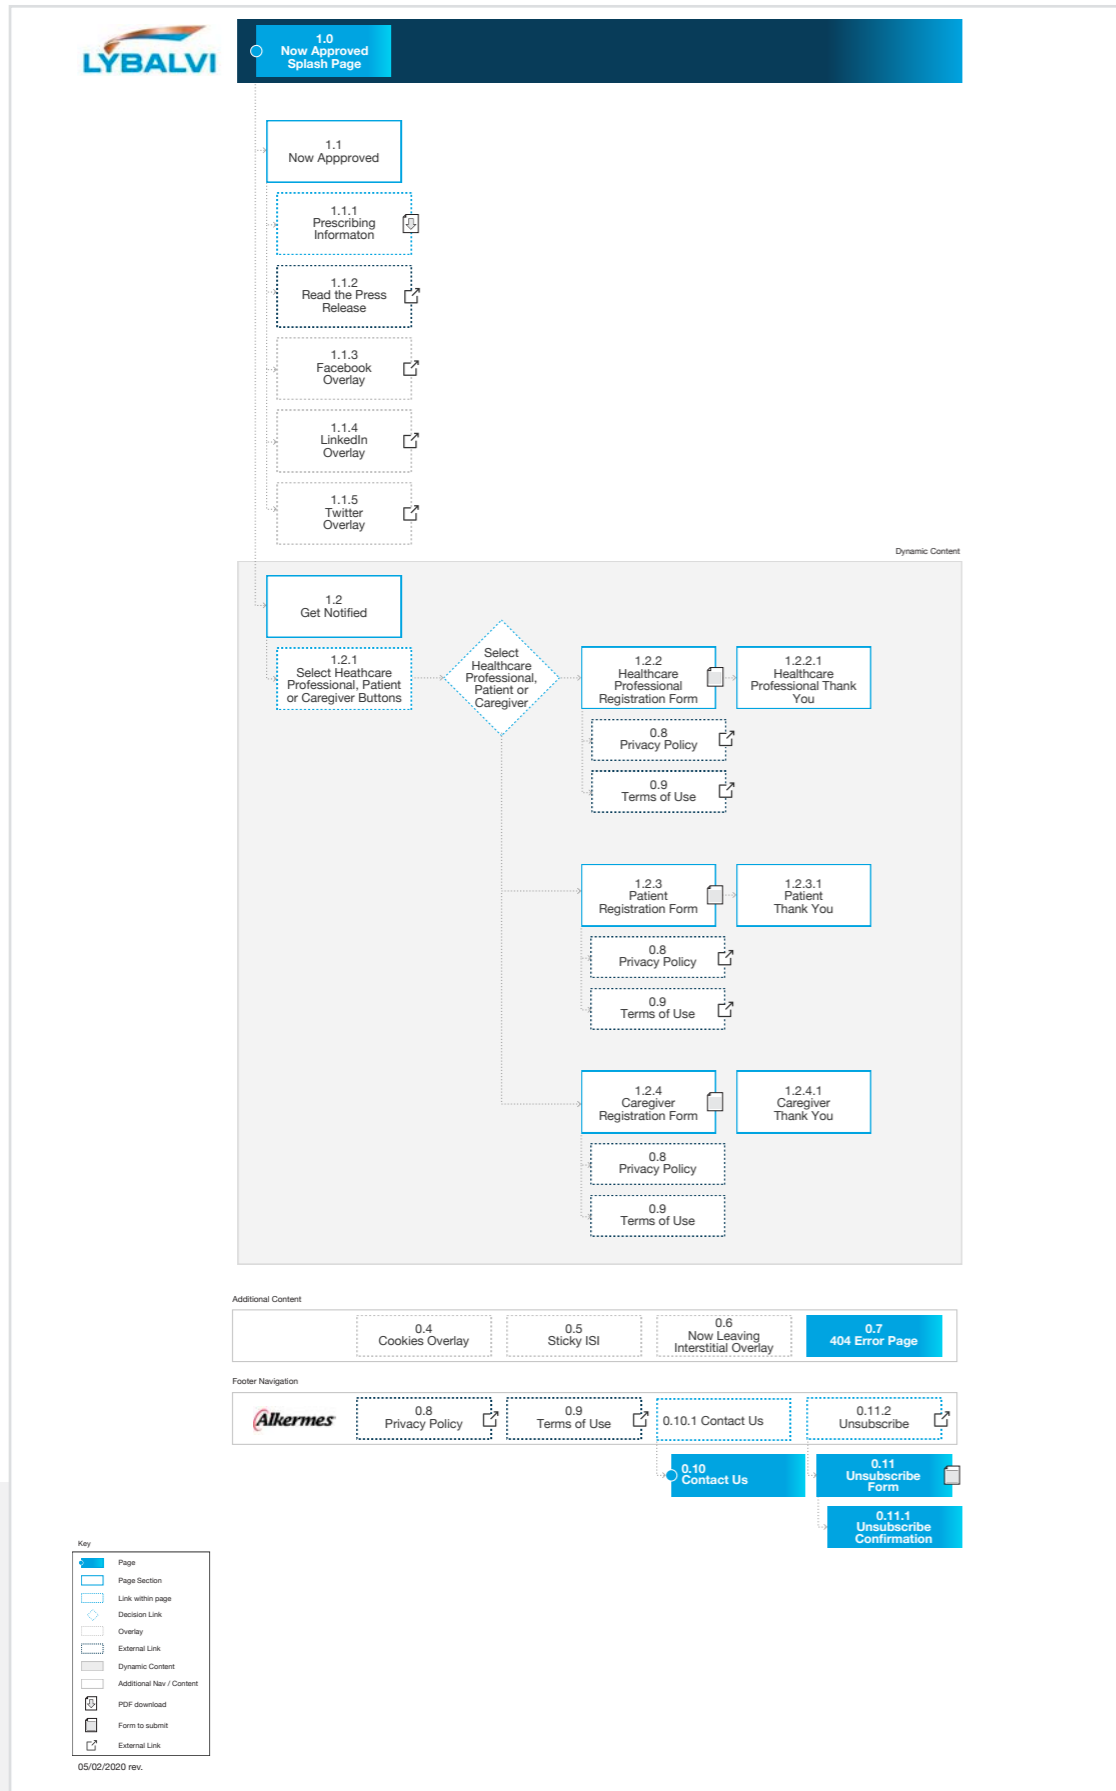 LYBALVI
1.0
Now Approved
Splash Page
1.1
Now Appproved
1.1.1
Prescribing
Informaton
1.1.2
Read the Press
Release
1.1.3
Facebook
Overlay
1.1.4
LinkedIn
Overlay
1.1.5
Twitter
Overlay
Dynamic Content
1.2
Get Notified
1.2.1
Select Heathcare
Professional, Patient
or Caregiver Buttons
Select
Healthcare
Professional,
Patient or
Caregiver
1.2.2
Healthcare
Professional
Registration Form
1.2.2.1
Healthcare
Professional Thank
You
0.8
Privacy Policy
0.9
Terms of Use
1.2.3
Patient
Registration Form
1.2.3.1
Patient
Thank You
0.8
Privacy Policy
0.9
Terms of Use
1.2.4
Caregiver
Registration Form
1.2.4.1
Caregiver
Thank You
0.8
Privacy Policy
0.9
Terms of Use
Additional Content
0.4
Cookies Overlay
0.5
Sticky ISI
0.6
Now Leaving
Interstitial Overlay
0.7
404 Error Page
Footer Navigation
Alkermes
0.8
Privacy Policy
0.9
Terms of Use
0.10.1 Contact Us
0.11.2
Unsubscribe
0.10
Contact Us
0.11
Unsubscribe
Form
0.11.1
Unsubscribe
Confirmation
Key
Page
Page Section
Link within page
Decision Link
Overlay
External Link
Dynamic Content
Additional Nav / Content
PDF download
Form to submit
External Link
05/02/2020 rev.